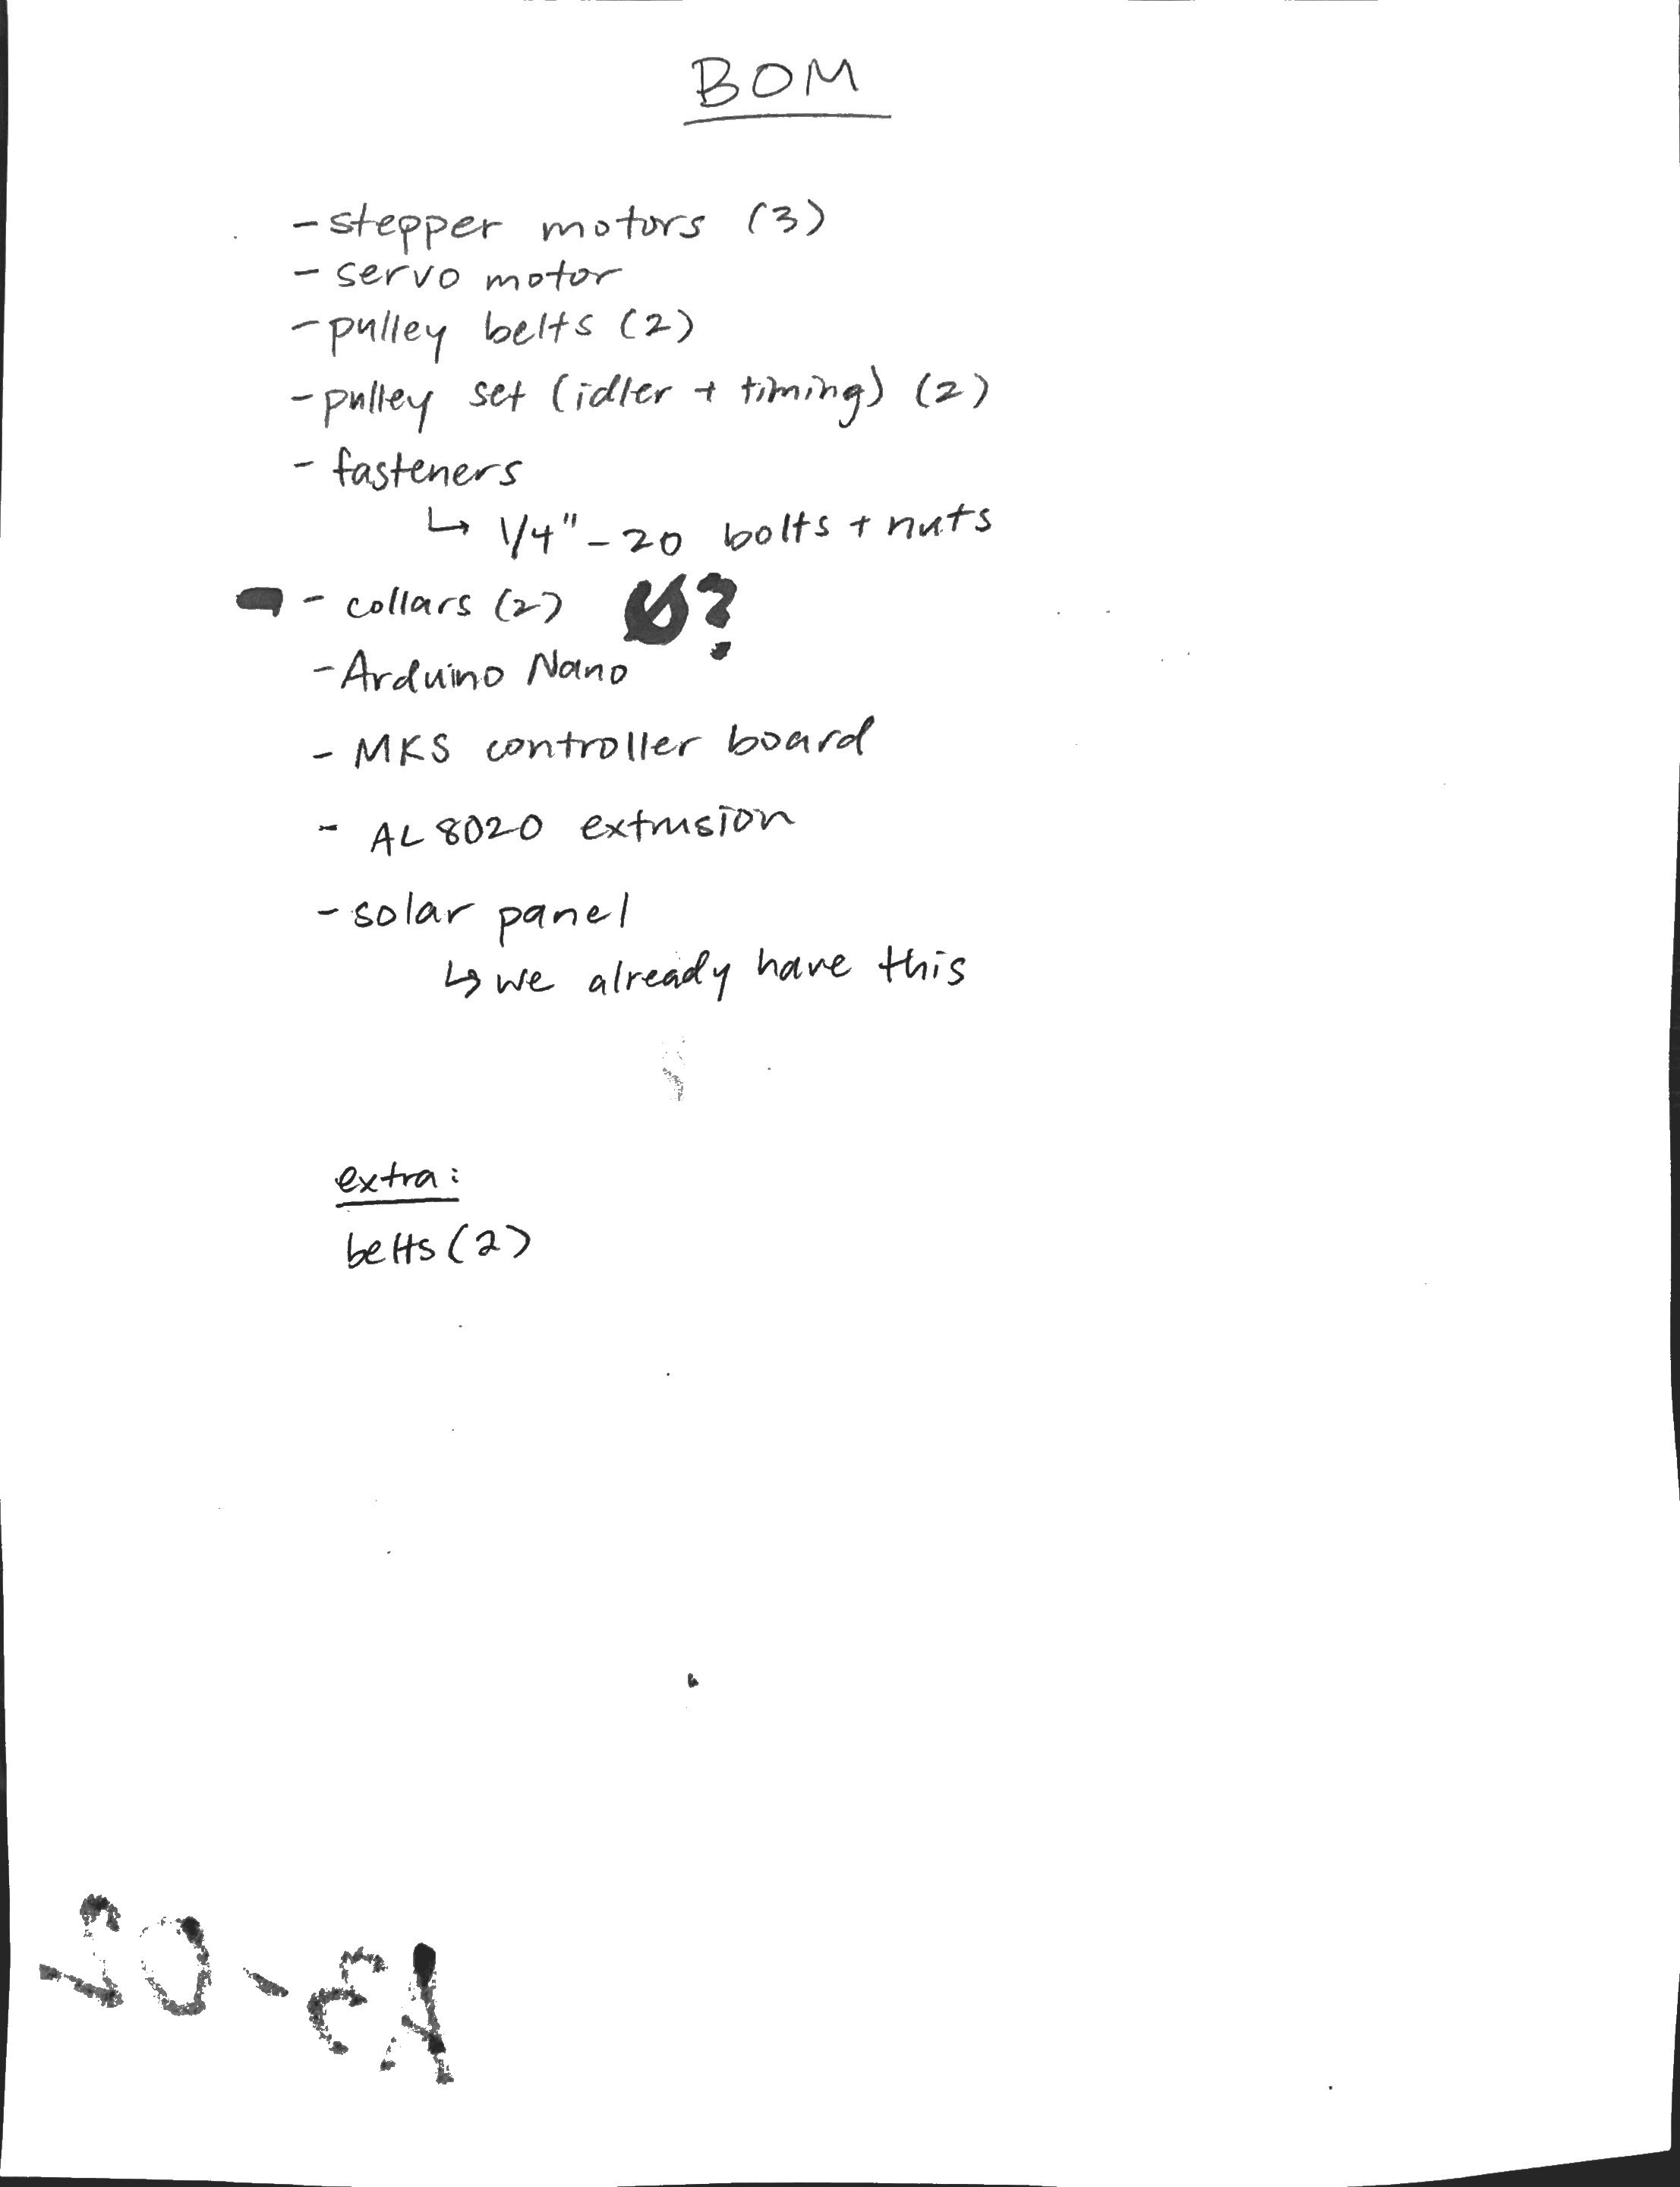 BOM
- stepper motors (3)
- servo motor
- pulley belts (2)
- pulley set (idler + timing) (2)
- fasteners
↳ 1/4"-20 bolts + nuts
- collars (2) ?
- Arduino Nano
- MKS controller board
- AL 8020 extrusion
- solar panel
↳ we already have this
extra:
belts (2)